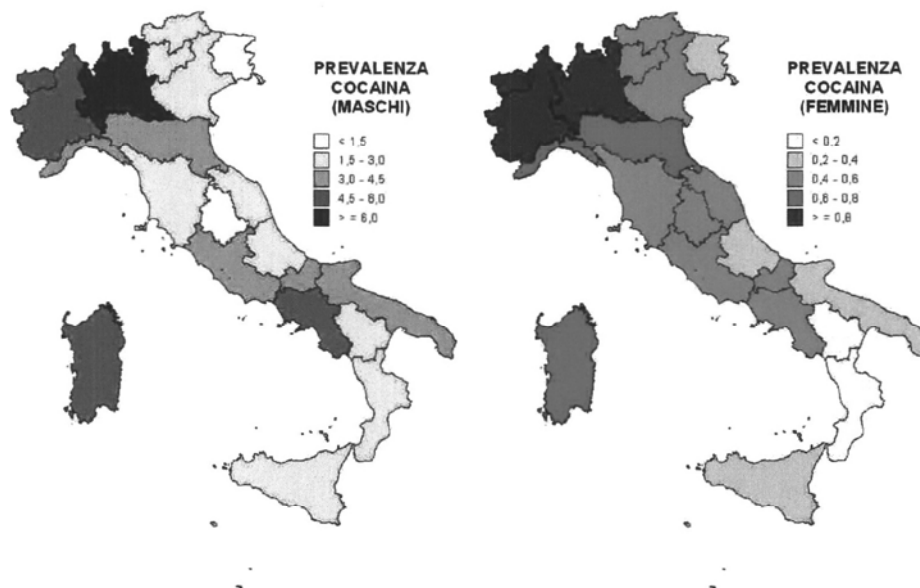 PREVALENZA
COCAINA
(MASCHI)
< 1,5
1,5 - 3,0
3,0 - 4,5
4,5 - 6,0
> = 6,0
PREVALENZA
COCAINA
(FEMMINE)
< 0.2
0,2 - 0,4
0,4 - 0,6
0,6 - 0,8
> = 0,8